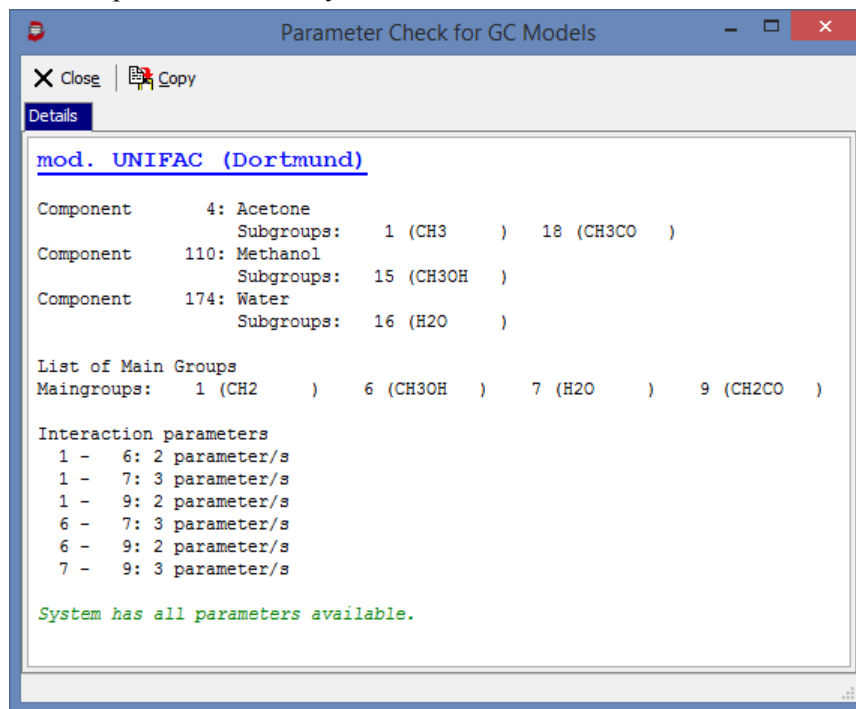 Parameter Check for GC Models
Close Copy
Details
mod. UNIFAC (Dortmund)
Component 4: Acetone
Subgroups: 1 (CH3 ) 18 (CH3CO )
Component 110: Methanol
Subgroups: 15 (CH3OH )
Component 174: Water
Subgroups: 16 (H2O )
List of Main Groups
Maingroups: 1 (CH2 ) 6 (CH3OH ) 7 (H2O ) 9 (CH2CO )
Interaction parameters
1 - 6: 2 parameter/s
1 - 7: 3 parameter/s
1 - 9: 2 parameter/s
6 - 7: 3 parameter/s
6 - 9: 2 parameter/s
7 - 9: 3 parameter/s
System has all parameters available.